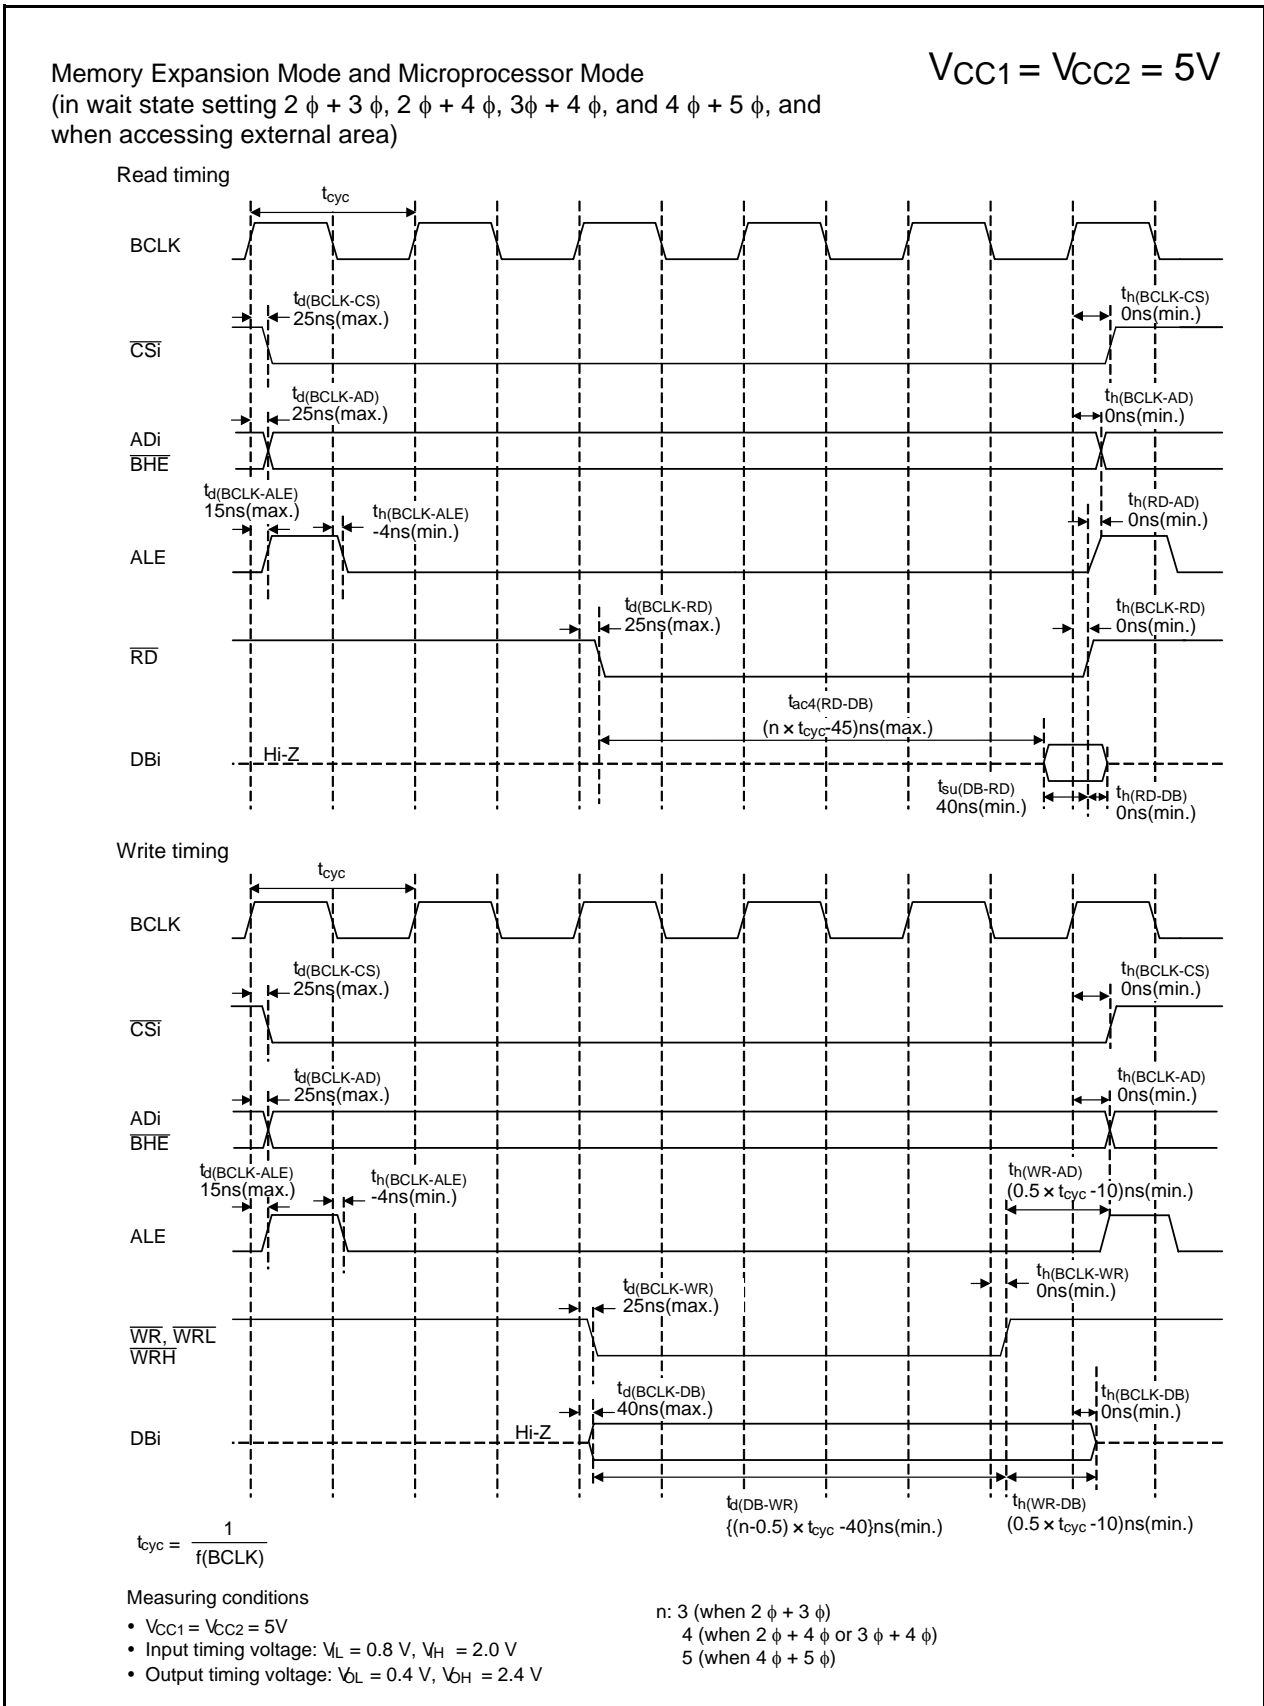 Memory Expansion Mode and Microprocessor Mode
(in wait state setting 2 ϕ + 3 ϕ, 2 ϕ + 4 ϕ, 3ϕ + 4 ϕ, and 4 ϕ + 5 ϕ, and
when accessing external area)
VCC1 = VCC2 = 5V
Read timing
tcyc
BCLK
td(BCLK-CS)
25ns(max.)
th(BCLK-CS)
0ns(min.)
CSi
td(BCLK-AD)
25ns(max.)
th(BCLK-AD)
0ns(min.)
ADi
BHE
td(BCLK-ALE)
15ns(max.)
th(BCLK-ALE)
-4ns(min.)
th(RD-AD)
0ns(min.)
ALE
td(BCLK-RD)
25ns(max.)
th(BCLK-RD)
0ns(min.)
RD
tac4(RD-DB)
(n × tcyc-45)ns(max.)
DBi
Hi-Z
tsu(DB-RD)
40ns(min.)
th(RD-DB)
0ns(min.)
Write timing
tcyc
BCLK
td(BCLK-CS)
25ns(max.)
th(BCLK-CS)
0ns(min.)
CSi
td(BCLK-AD)
25ns(max.)
th(BCLK-AD)
0ns(min.)
ADi
BHE
td(BCLK-ALE)
15ns(max.)
th(BCLK-ALE)
-4ns(min.)
th(WR-AD)
(0.5 × tcyc -10)ns(min.)
ALE
td(BCLK-WR)
25ns(max.)
th(BCLK-WR)
0ns(min.)
WR, WRL
WRH
td(BCLK-DB)
40ns(max.)
th(BCLK-DB)
0ns(min.)
DBi
Hi-Z
td(DB-WR)
{(n-0.5) × tcyc -40}ns(min.)
th(WR-DB)
(0.5 × tcyc -10)ns(min.)
tcyc = 1
f(BCLK)
Measuring conditions
• VCC1 = VCC2 = 5V
• Input timing voltage: VIL = 0.8 V, VIH = 2.0 V
• Output timing voltage: VOL = 0.4 V, VOH = 2.4 V
n: 3 (when 2 ϕ + 3 ϕ)
4 (when 2 ϕ + 4 ϕ or 3 ϕ + 4 ϕ)
5 (when 4 ϕ + 5 ϕ)